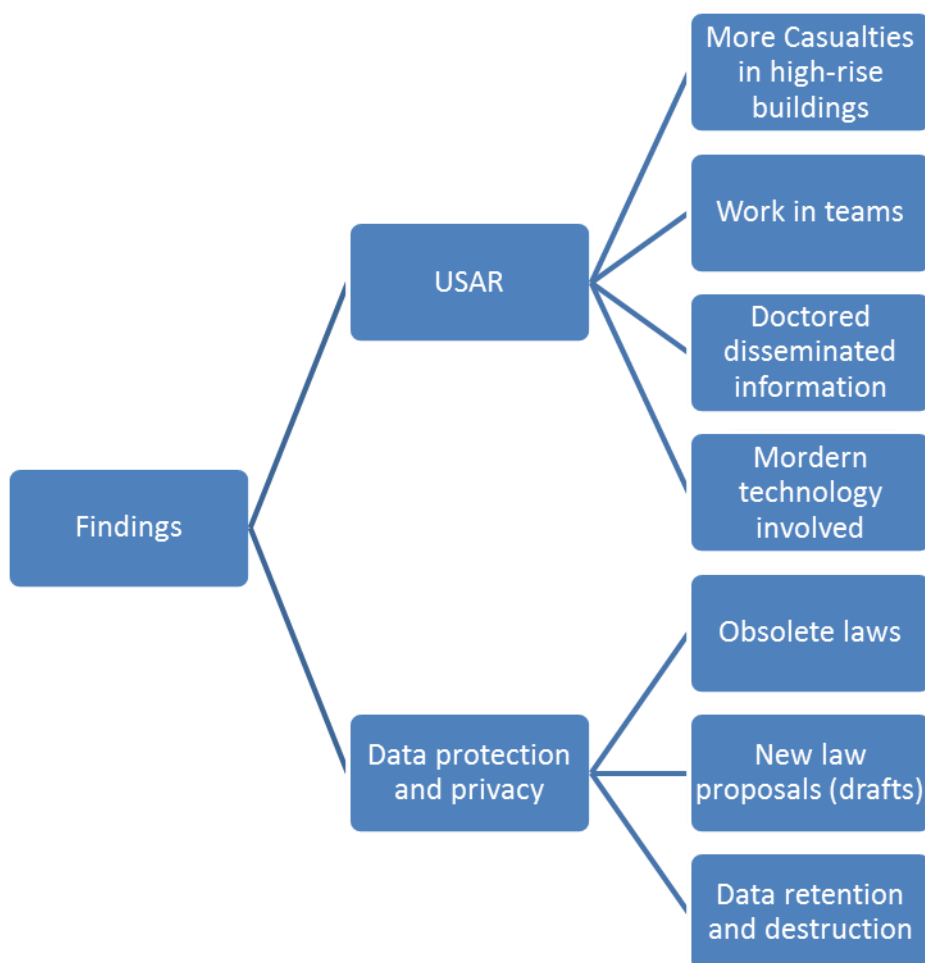 Findings
USAR
More Casualties
in high-rise
buildings
Work in teams
Doctored
disseminated
information
Mordern
technology
involved
Data protection
and privacy
Obsolete laws
New law
proposals (drafts)
Data retention
and destruction